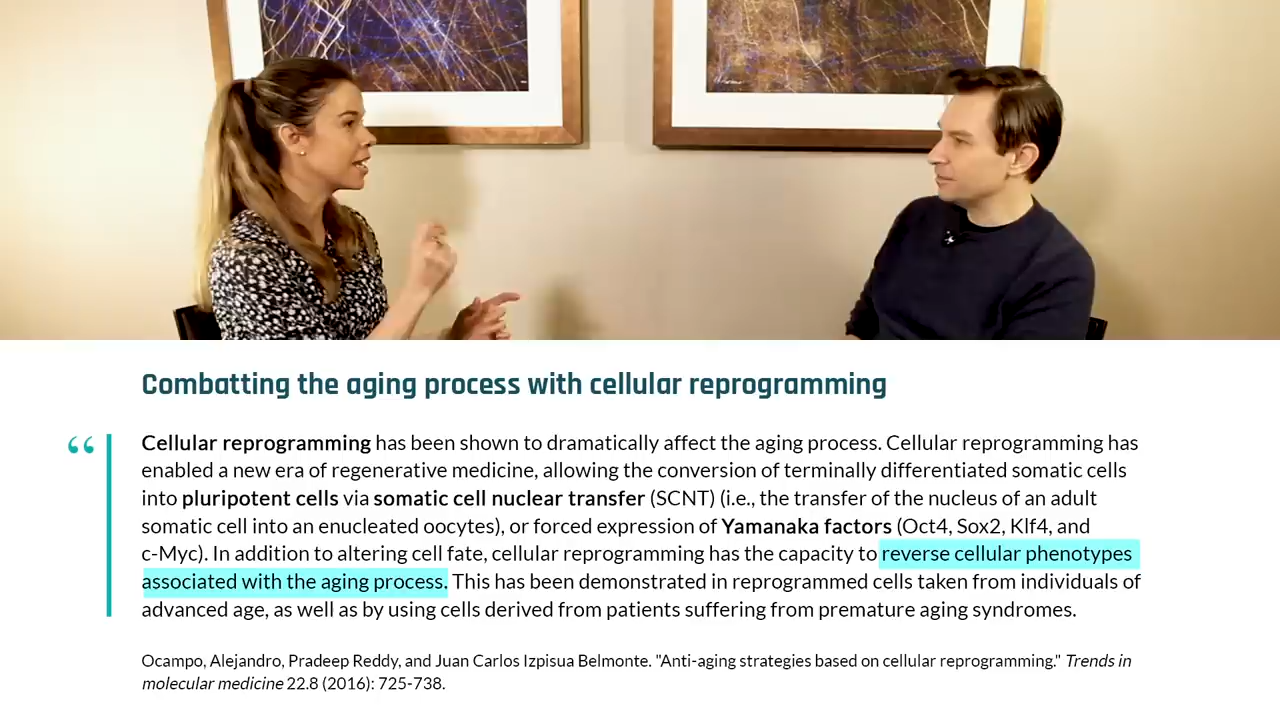 Combatting the aging process with cellular reprogramming
“
Cellular reprogramming has been shown to dramatically affect the aging process. Cellular reprogramming has
enabled a new era of regenerative medicine, allowing the conversion of terminally differentiated somatic cells
into pluripotent cells via somatic cell nuclear transfer (SCNT) (i.e., the transfer of the nucleus of an adult
somatic cell into an enucleated oocytes), or forced expression of Yamanaka factors (Oct4, Sox2, Klf4, and
c-Myc). In addition to altering cell fate, cellular reprogramming has the capacity to reverse cellular phenotypes
associated with the aging process. This has been demonstrated in reprogrammed cells taken from individuals of
advanced age, as well as by using cells derived from patients suffering from premature aging syndromes.
Ocampo, Alejandro, Pradeep Reddy, and Juan Carlos Izpisua Belmonte. "Anti-aging strategies based on cellular reprogramming." Trends in
molecular medicine 22.8 (2016): 725-738.